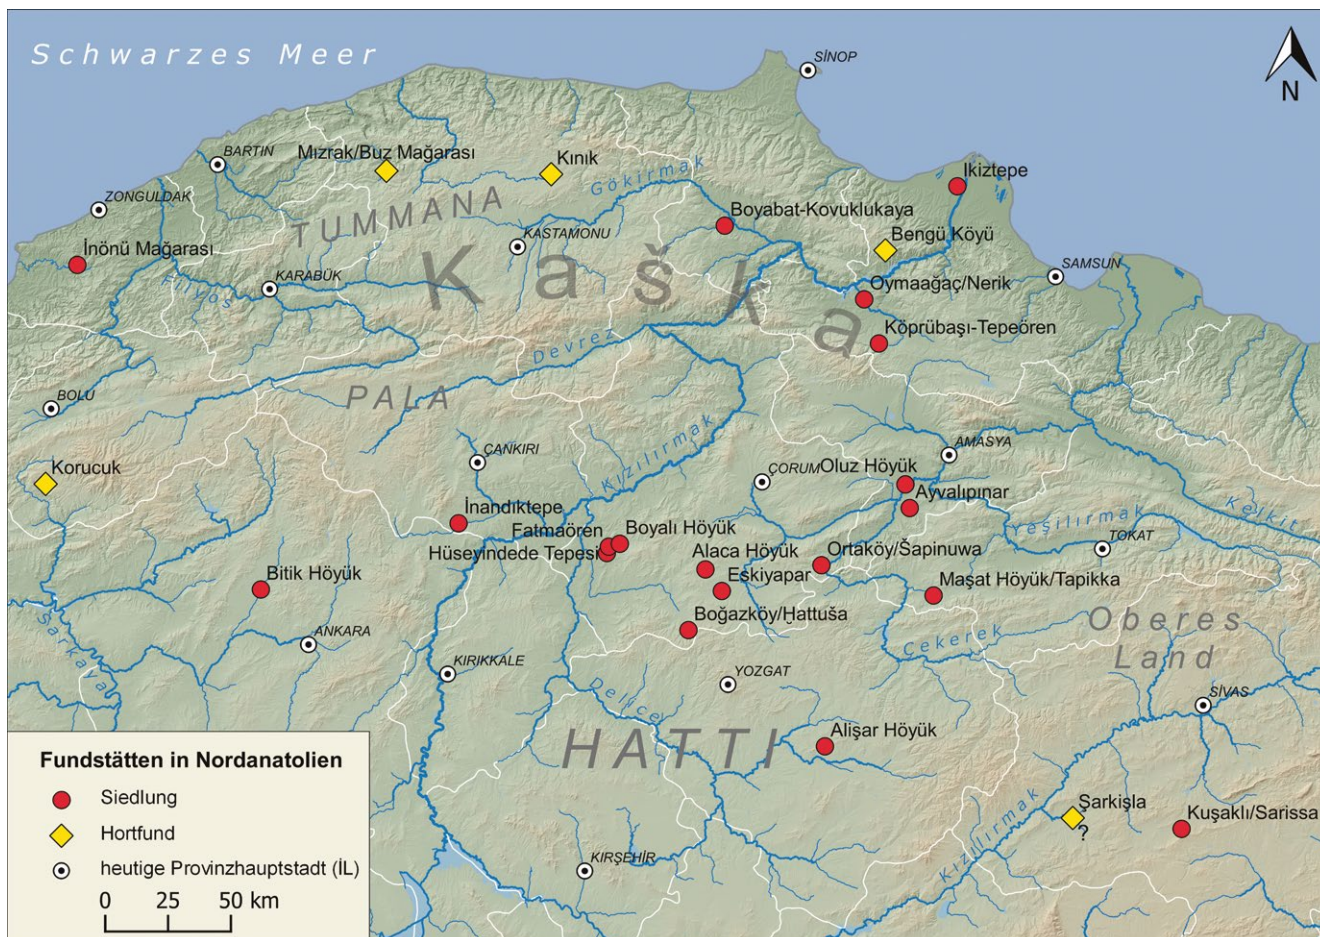 Schwarzes Meer
N
SİNOP
BARTIN
Mızrak/Buz Mağarası
Kınık
Gökirmak
Ikiztepe
ZONGULDAK
TUMMANA
Boyabat-Kovuklukaya
KASTAMONU
Bengü Köyü
İnönü Mağarası
Kaška
SAMSUN
Filyos
KARABÜK
Oymaağaç/Nerik
Köprübaşı-Tepeören
Devrez
PALA
BOLU
Kızılırmak
AMASYA
ÇANKIRI
ÇORUM
Oluz Höyük
Korucuk
Ayvalıpınar
Kelkit
İnandıktepe
Yeşilırmak
Fatmaören
Boyalı Höyük
TOKAT
Hüseyindede Tepesi
Alaca Höyük
Ortaköy/Šapinuwa
Bitik Höyük
Eskiyapar
Maşat Höyük/Tapikka
Boğazköy/Ḫattuša
Oberes
Land
Sarkaya
ANKARA
Çekerek
KIRIKKALE
YOZGAT
Delice
SİVAS
HATTI
Alişar Höyük
Kızılırmak
Şarkişla
?
Kuşaklı/Sarissa
KIRŞEHİR
Fundstätten in Nordanatolien
Siedlung
Hortfund
heutige Provinzhauptstadt (İL)
0 25 50 km